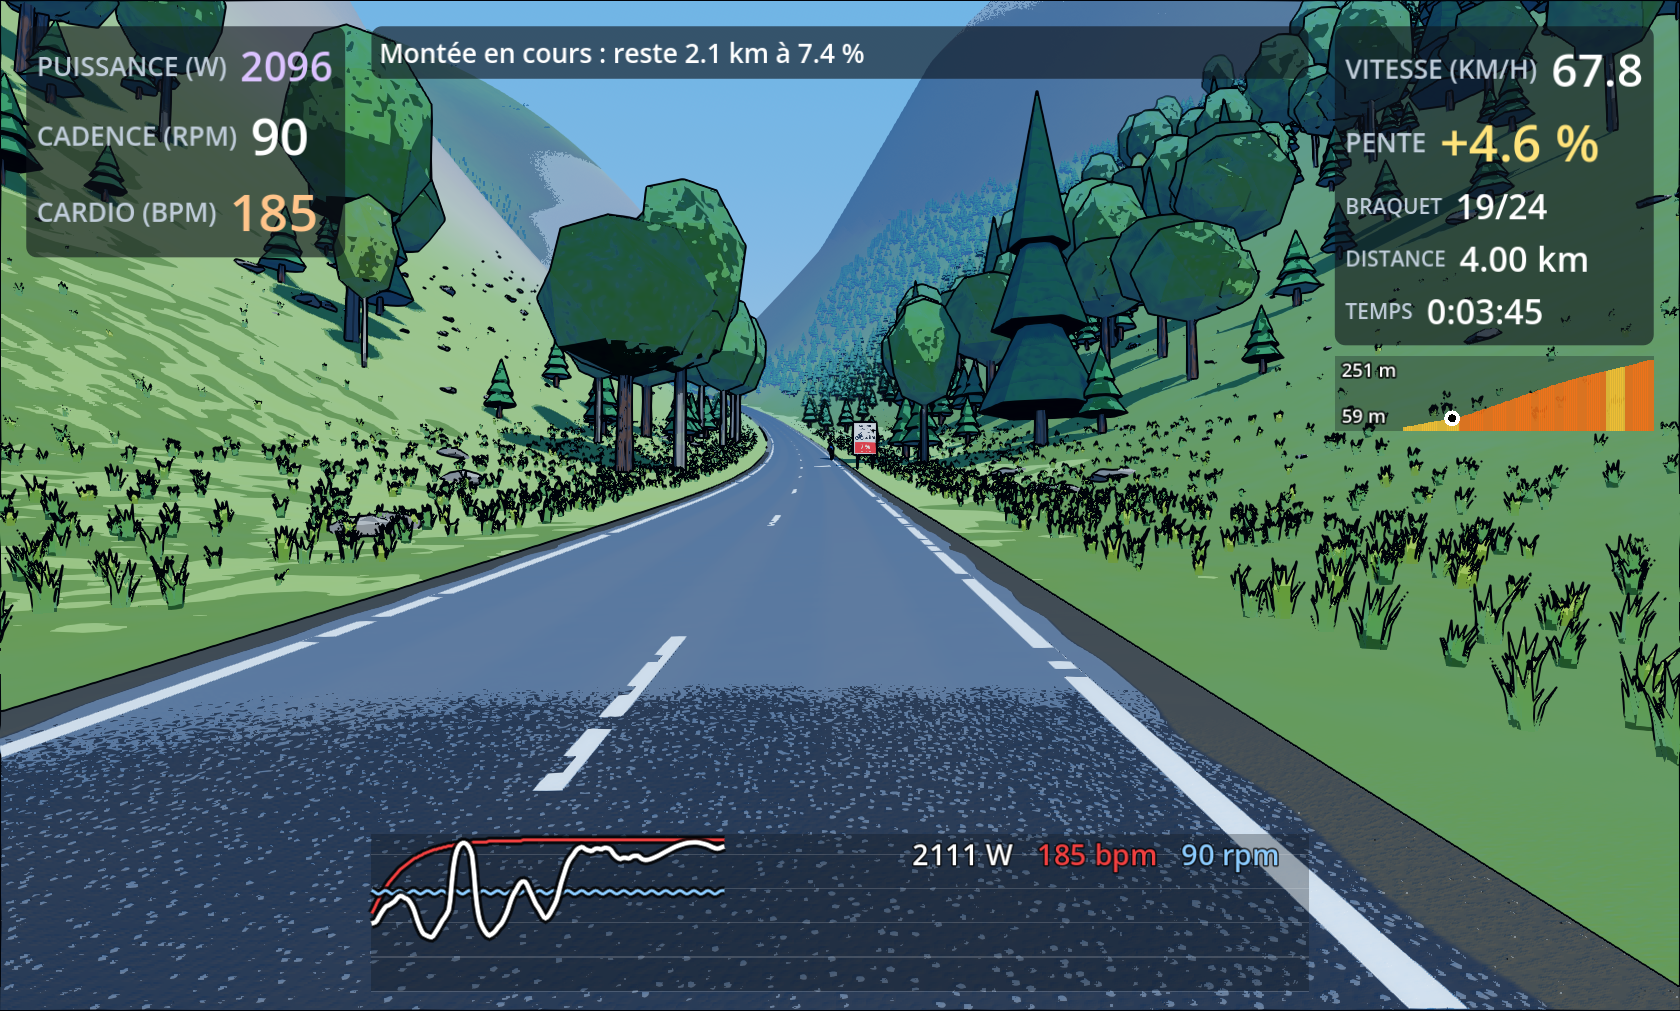 PUISSANCE (W) 2096
CADENCE (RPM) 90
CARDIO (BPM) 185
Montée en cours : reste 2.1 km à 7.4 %
VITESSE (KM/H) 67.8
PENTE +4.6 %
BRAQUET 19/24
DISTANCE 4.00 km
TEMPS 0:03:45
251 m
59 m
2111 W 185 bpm 90 rpm